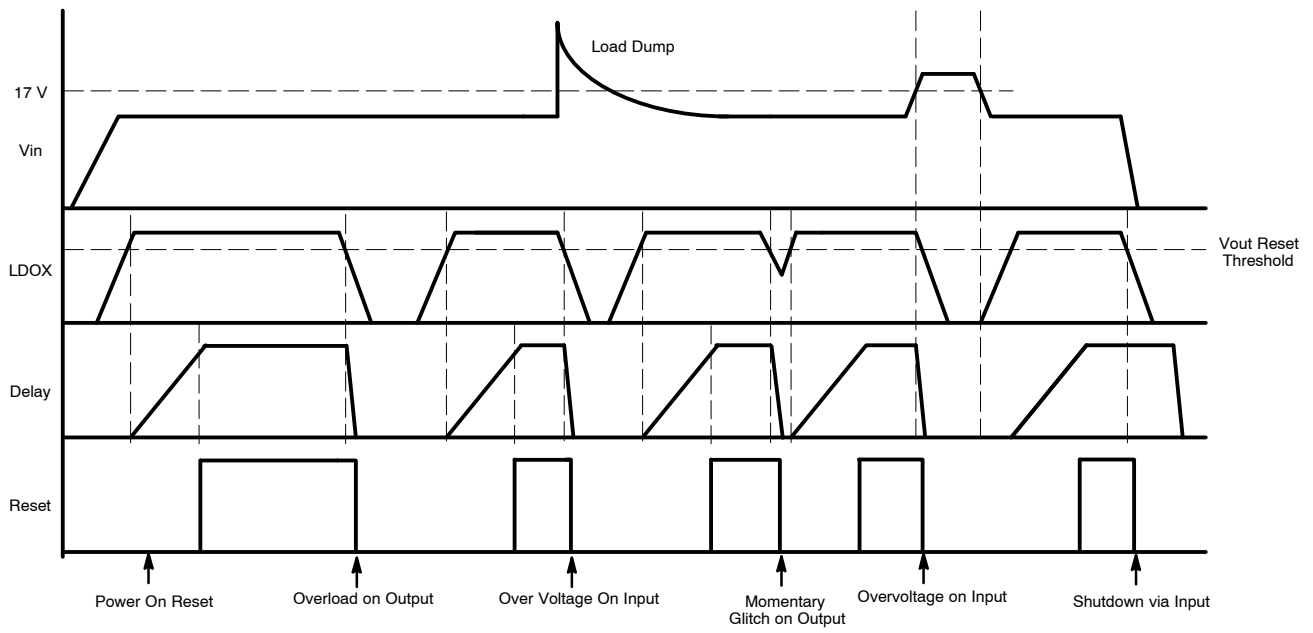 Load Dump
17 V
Vin
LDOX
Vout Reset
Threshold
Delay
Reset
Power On Reset
Overload on Output
Over Voltage On Input
Momentary
Glitch on Output
Overvoltage on Input
Shutdown via Input